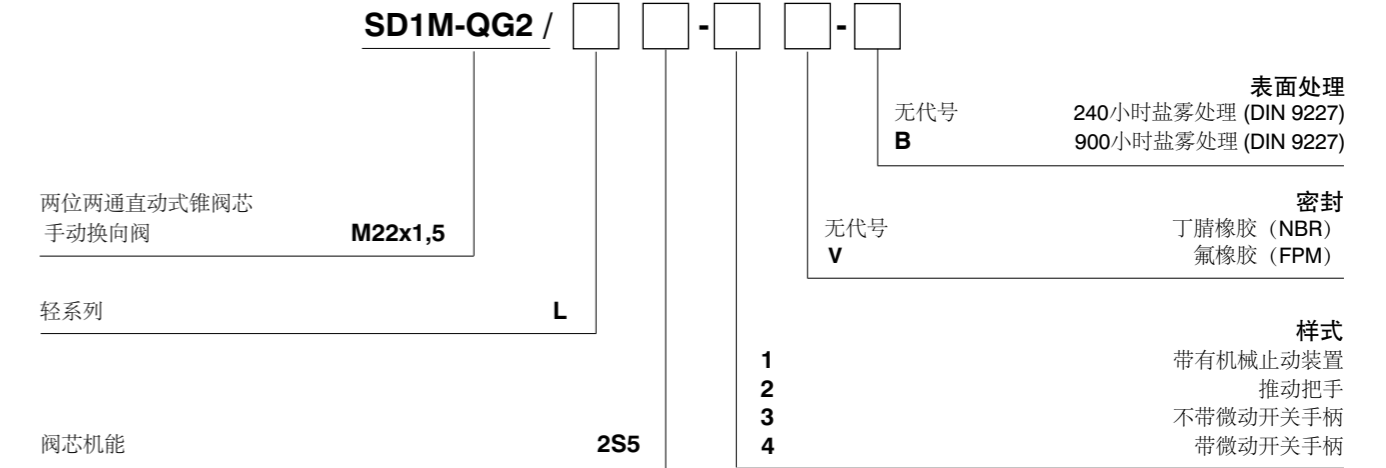 SD1M-QG2 / - -
表面处理
无代号 240小时盐雾处理 (DIN 9227)
B 900小时盐雾处理 (DIN 9227)
两位两通直动式锥阀芯
手动换向阀 M22x1,5
密封
无代号 丁腈橡胶（NBR）
V 氟橡胶（FPM）
轻系列 L
样式
1 带有机械止动装置
2 推动把手
3 不带微动开关手柄
阀芯机能 2S5 4 带微动开关手柄